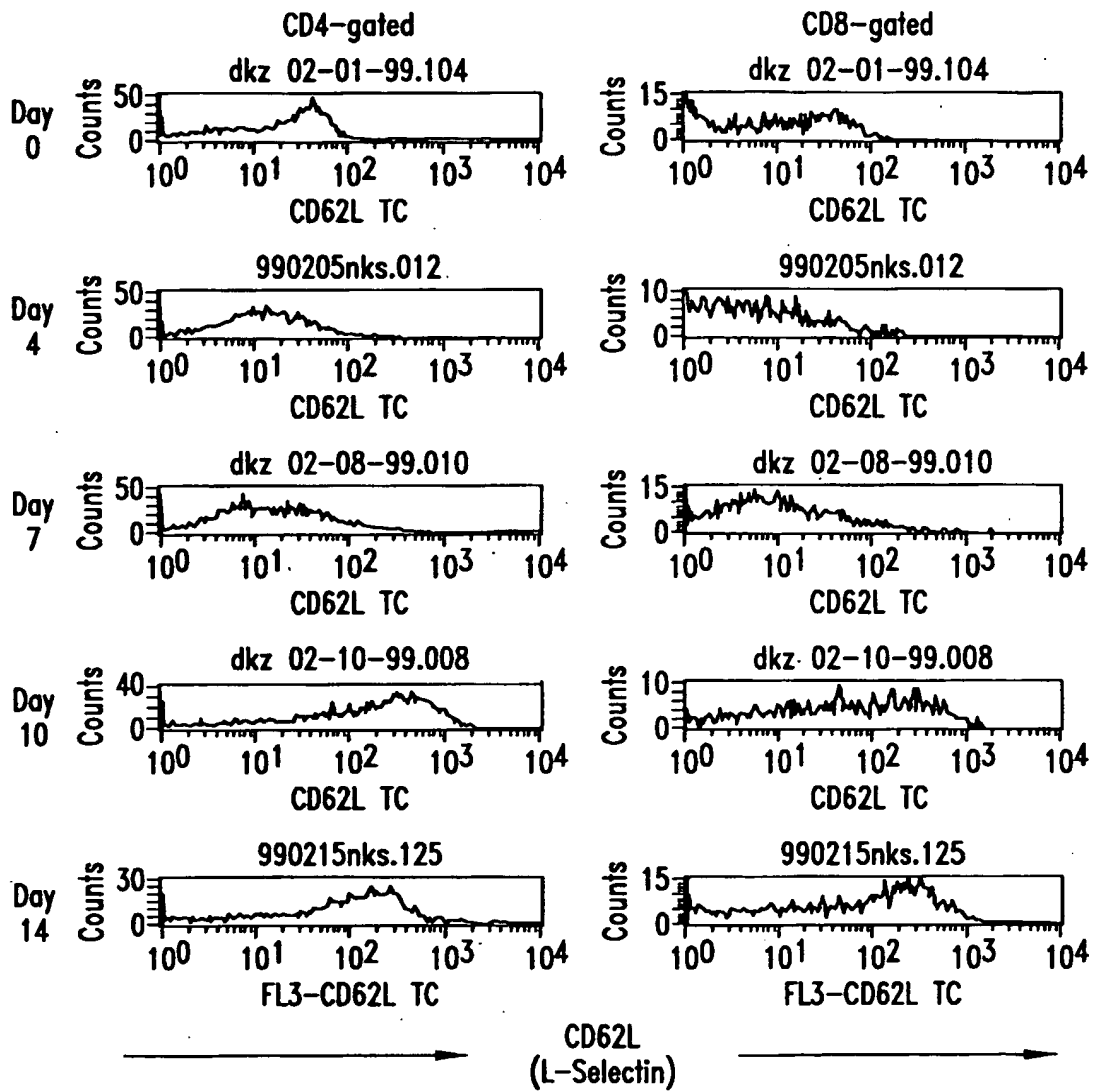 CD4-gated CD8-gated
dkz 02-01-99.104 dkz 02-01-99.104
Day 0 Counts 50 0 Counts 15 0
10^0 10^1 10^2 10^3 10^4 10^0 10^1 10^2 10^3 10^4
CD62L TC CD62L TC
990205nks.012 990205nks.012
Day 4 Counts 50 0 Counts 10 0
10^0 10^1 10^2 10^3 10^4 10^0 10^1 10^2 10^3 10^4
CD62L TC CD62L TC
dkz 02-08-99.010 dkz 02-08-99.010
Day 7 Counts 50 0 Counts 15 0
10^0 10^1 10^2 10^3 10^4 10^0 10^1 10^2 10^3 10^4
CD62L TC CD62L TC
dkz 02-10-99.008 dkz 02-10-99.008
Day 10 Counts 40 0 Counts 10 0
10^0 10^1 10^2 10^3 10^4 10^0 10^1 10^2 10^3 10^4
CD62L TC CD62L TC
990215nks.125 990215nks.125
Day 14 Counts 30 0 Counts 15 0
10^0 10^1 10^2 10^3 10^4 10^0 10^1 10^2 10^3 10^4
FL3-CD62L TC FL3-CD62L TC
CD62L
(L-Selectin)